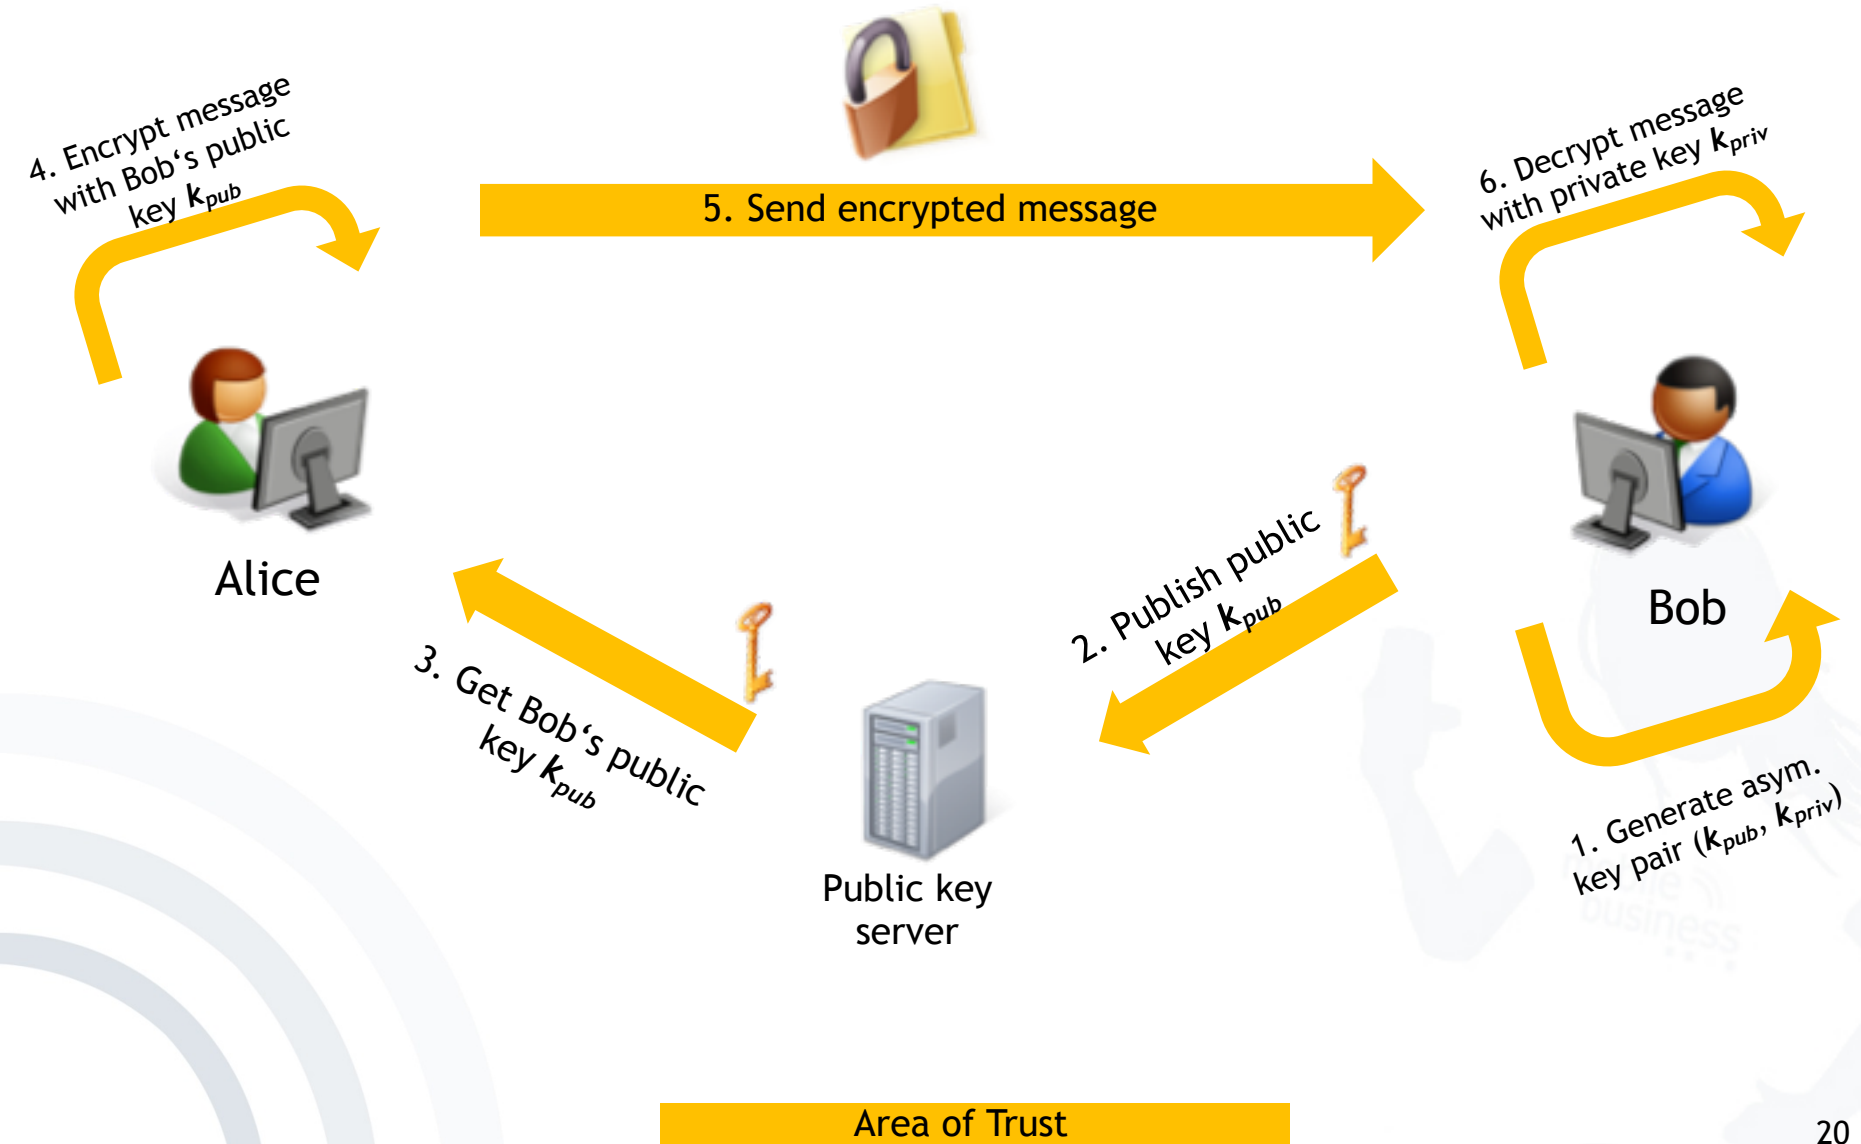 4. Encrypt message
with Bob‘s public
key kpub
5. Send encrypted message
6. Decrypt message
with private key kpriv
Alice
Bob
2. Publish public
key kpub
3. Get Bob‘s public
key kpub
Public key
server
1. Generate asym.
key pair (kpub, kpriv)
business
Area of Trust
20